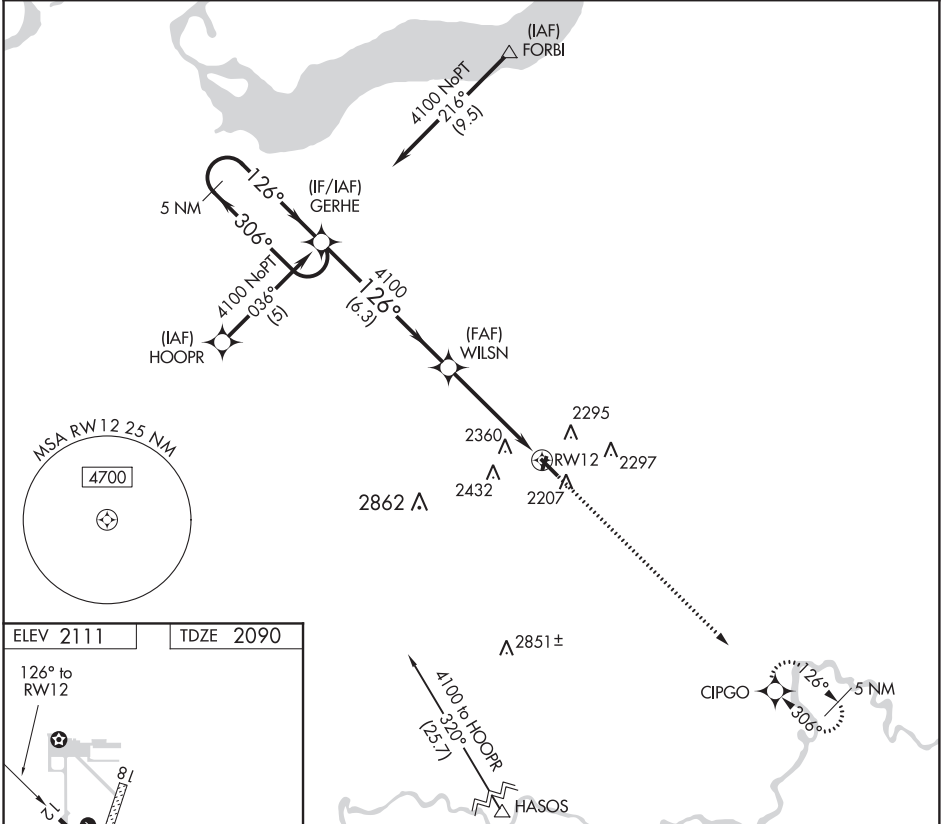 (IAF)
FORBI
4100 NoPT
216°
(9.5)
126°
5 NM
306°
(IF/IAF)
GERHE
4100 NoPT
036°
(5)
4100
126°
(6.3)
(IAF)
HOOPR
(FAF)
WILSN
MSA RW12 25 NM
4700
2295
2360
RW12
2297
2432
2207
2862
ELEV 2111
TDZE 2090
126° to
RW12
18
12
2851±
4100 to HOOPR
320°
(25.7)
HASOS
CIPGO
126°
5 NM
306°